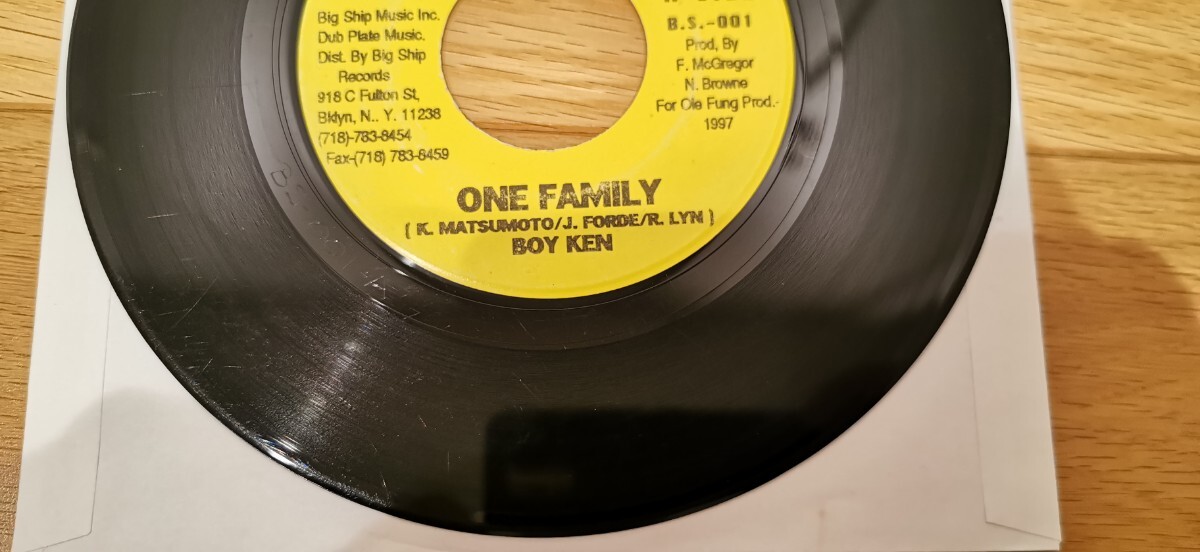 Big Ship Music Inc.
Dub Plate Music.
Dist. By Big Ship
Records
918 C Fulton St,
Bklyn, N.. Y. 11238
(718)-783-8454
Fax-(718) 783-8459
B.S.-001
Prod, By
F. McGregor
N. Browne
For Ole Fung Prod.-
1997
ONE FAMILY
( K. MATSUMOTO/J. FORDE/R. LYN )
BOY KEN